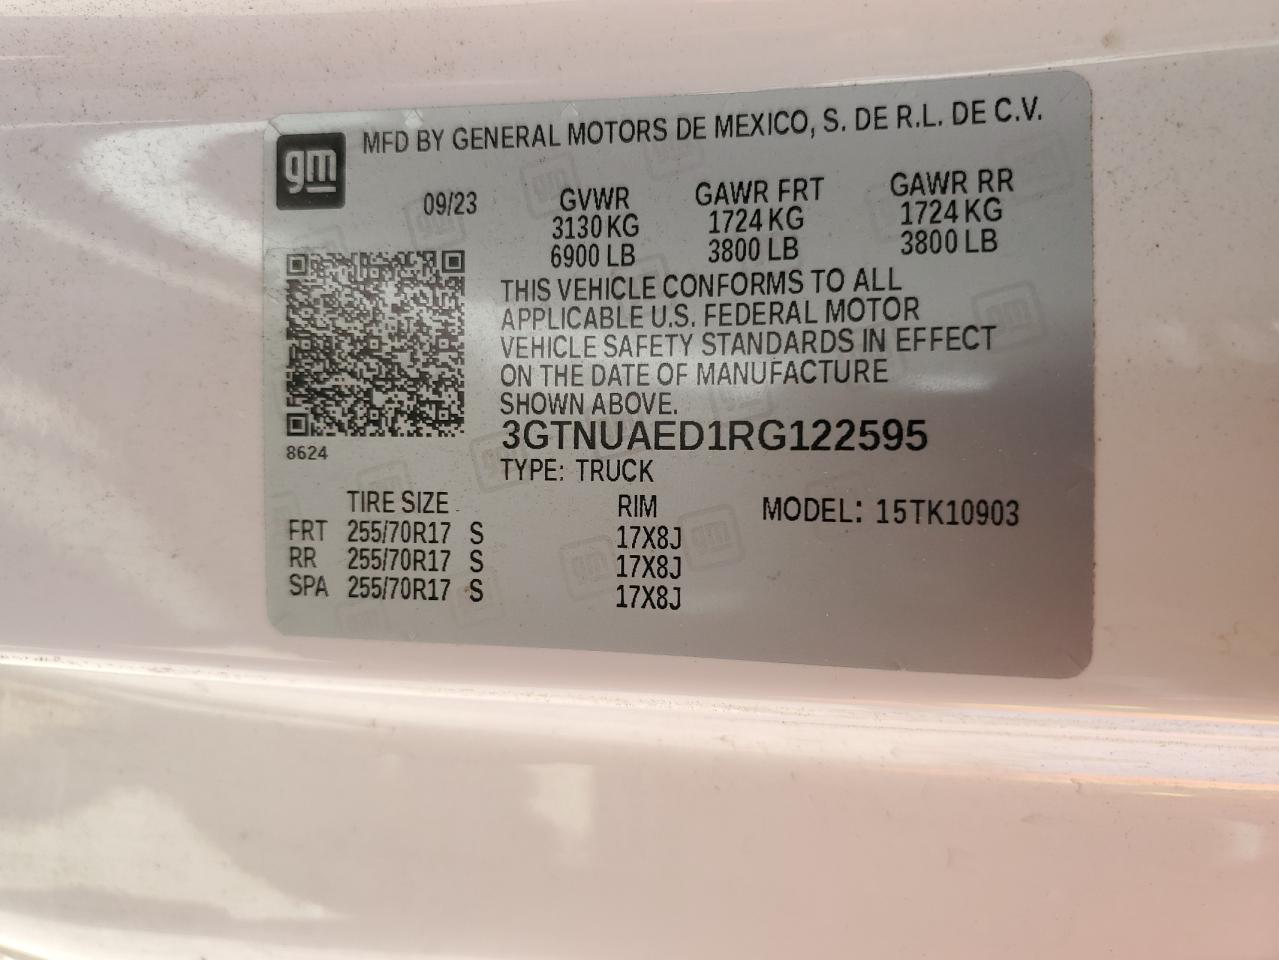 gm
MFD BY GENERAL MOTORS DE MEXICO, S. DE R.L. DE C.V.
09/23 GVWR GAWR FRT GAWR RR
3130 KG 1724 KG 1724 KG
6900 LB 3800 LB 3800 LB
THIS VEHICLE CONFORMS TO ALL
APPLICABLE U.S. FEDERAL MOTOR
VEHICLE SAFETY STANDARDS IN EFFECT
ON THE DATE OF MANUFACTURE
SHOWN ABOVE.
3GTNUAED1RG122595
8624
TYPE: TRUCK
TIRE SIZE RIM MODEL: 15TK10903
FRT 255/70R17 S 17X8J
RR 255/70R17 S 17X8J
SPA 255/70R17 S 17X8J